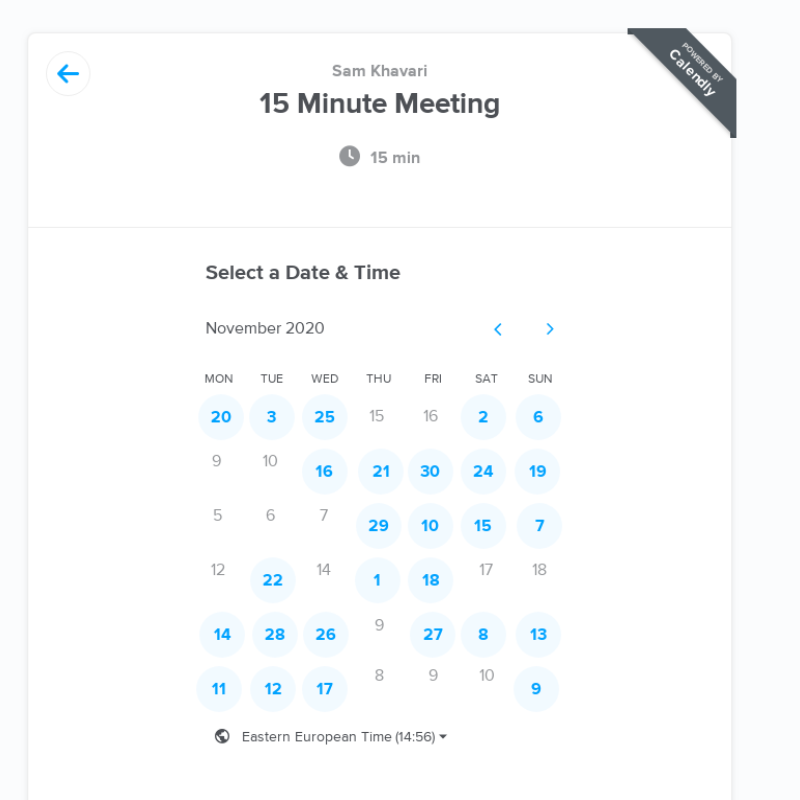 Sam Khavari
POWERED BY
Calendly
15 Minute Meeting
15 min
Select a Date & Time
November 2020
MON TUE WED THU FRI SAT SUN
20 3 25 15 16 2 6
9 10 16 21 30 24 19
5 6 7 29 10 15 7
12 22 14 1 18 17 18
14 28 26 9 27 8 13
11 12 17 8 9 10 9
Eastern European Time (14:56)